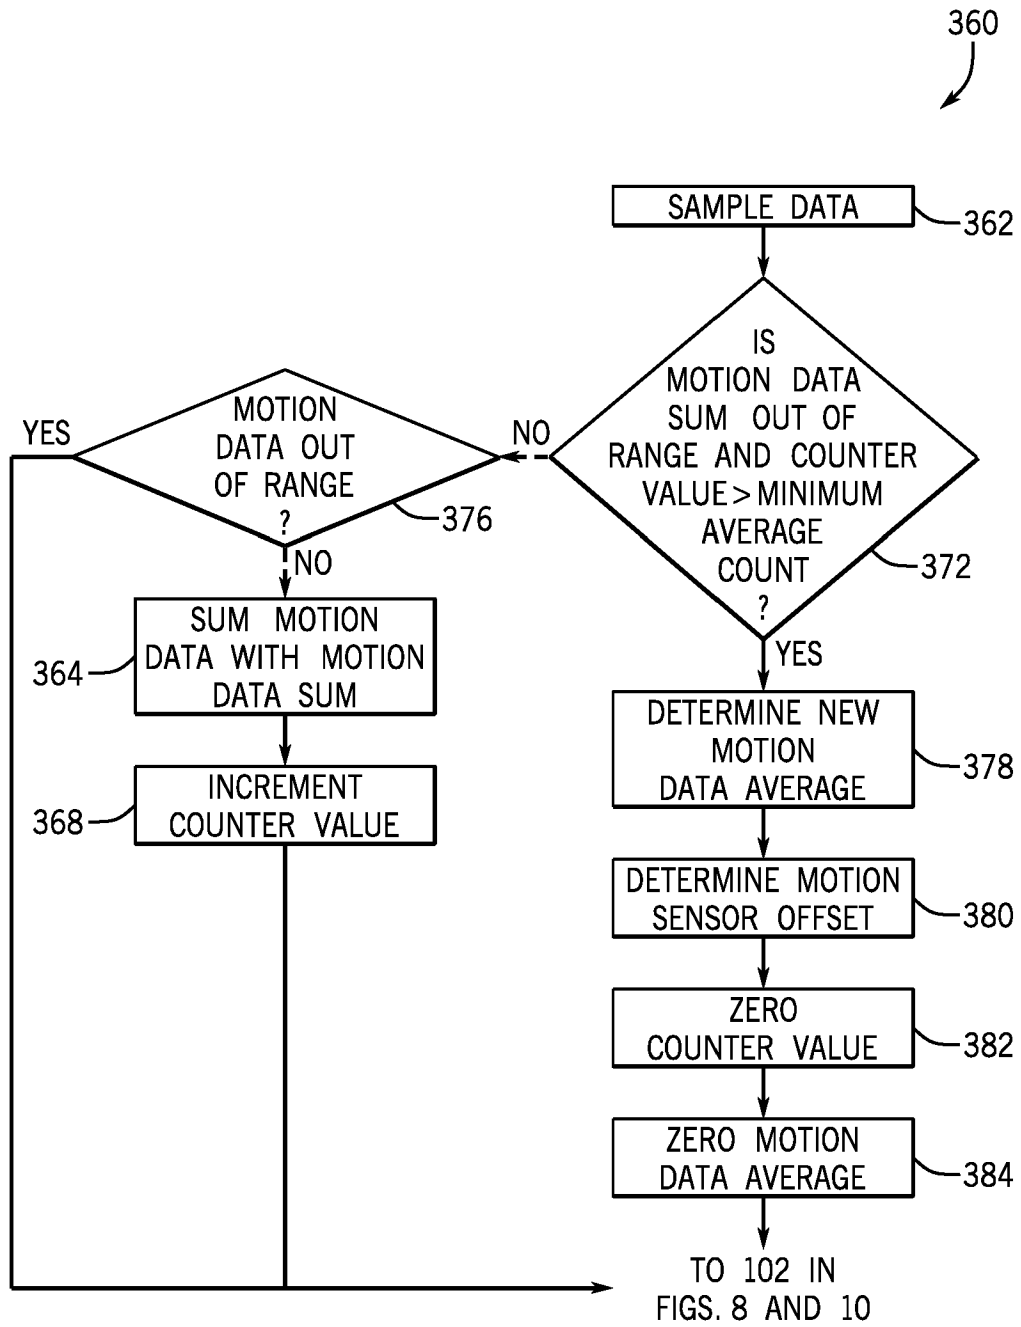 360
SAMPLE DATA
362
IS
MOTION DATA
SUM OUT OF
RANGE AND COUNTER
VALUE > MINIMUM
AVERAGE
COUNT
?
372
NO
YES
MOTION
DATA OUT
OF RANGE
?
376
YES
NO
SUM MOTION
DATA WITH MOTION
DATA SUM
364
INCREMENT
COUNTER VALUE
368
DETERMINE NEW
MOTION
DATA AVERAGE
378
DETERMINE MOTION
SENSOR OFFSET
380
ZERO
COUNTER VALUE
382
ZERO MOTION
DATA AVERAGE
384
TO 102 IN
FIGS. 8 AND 10